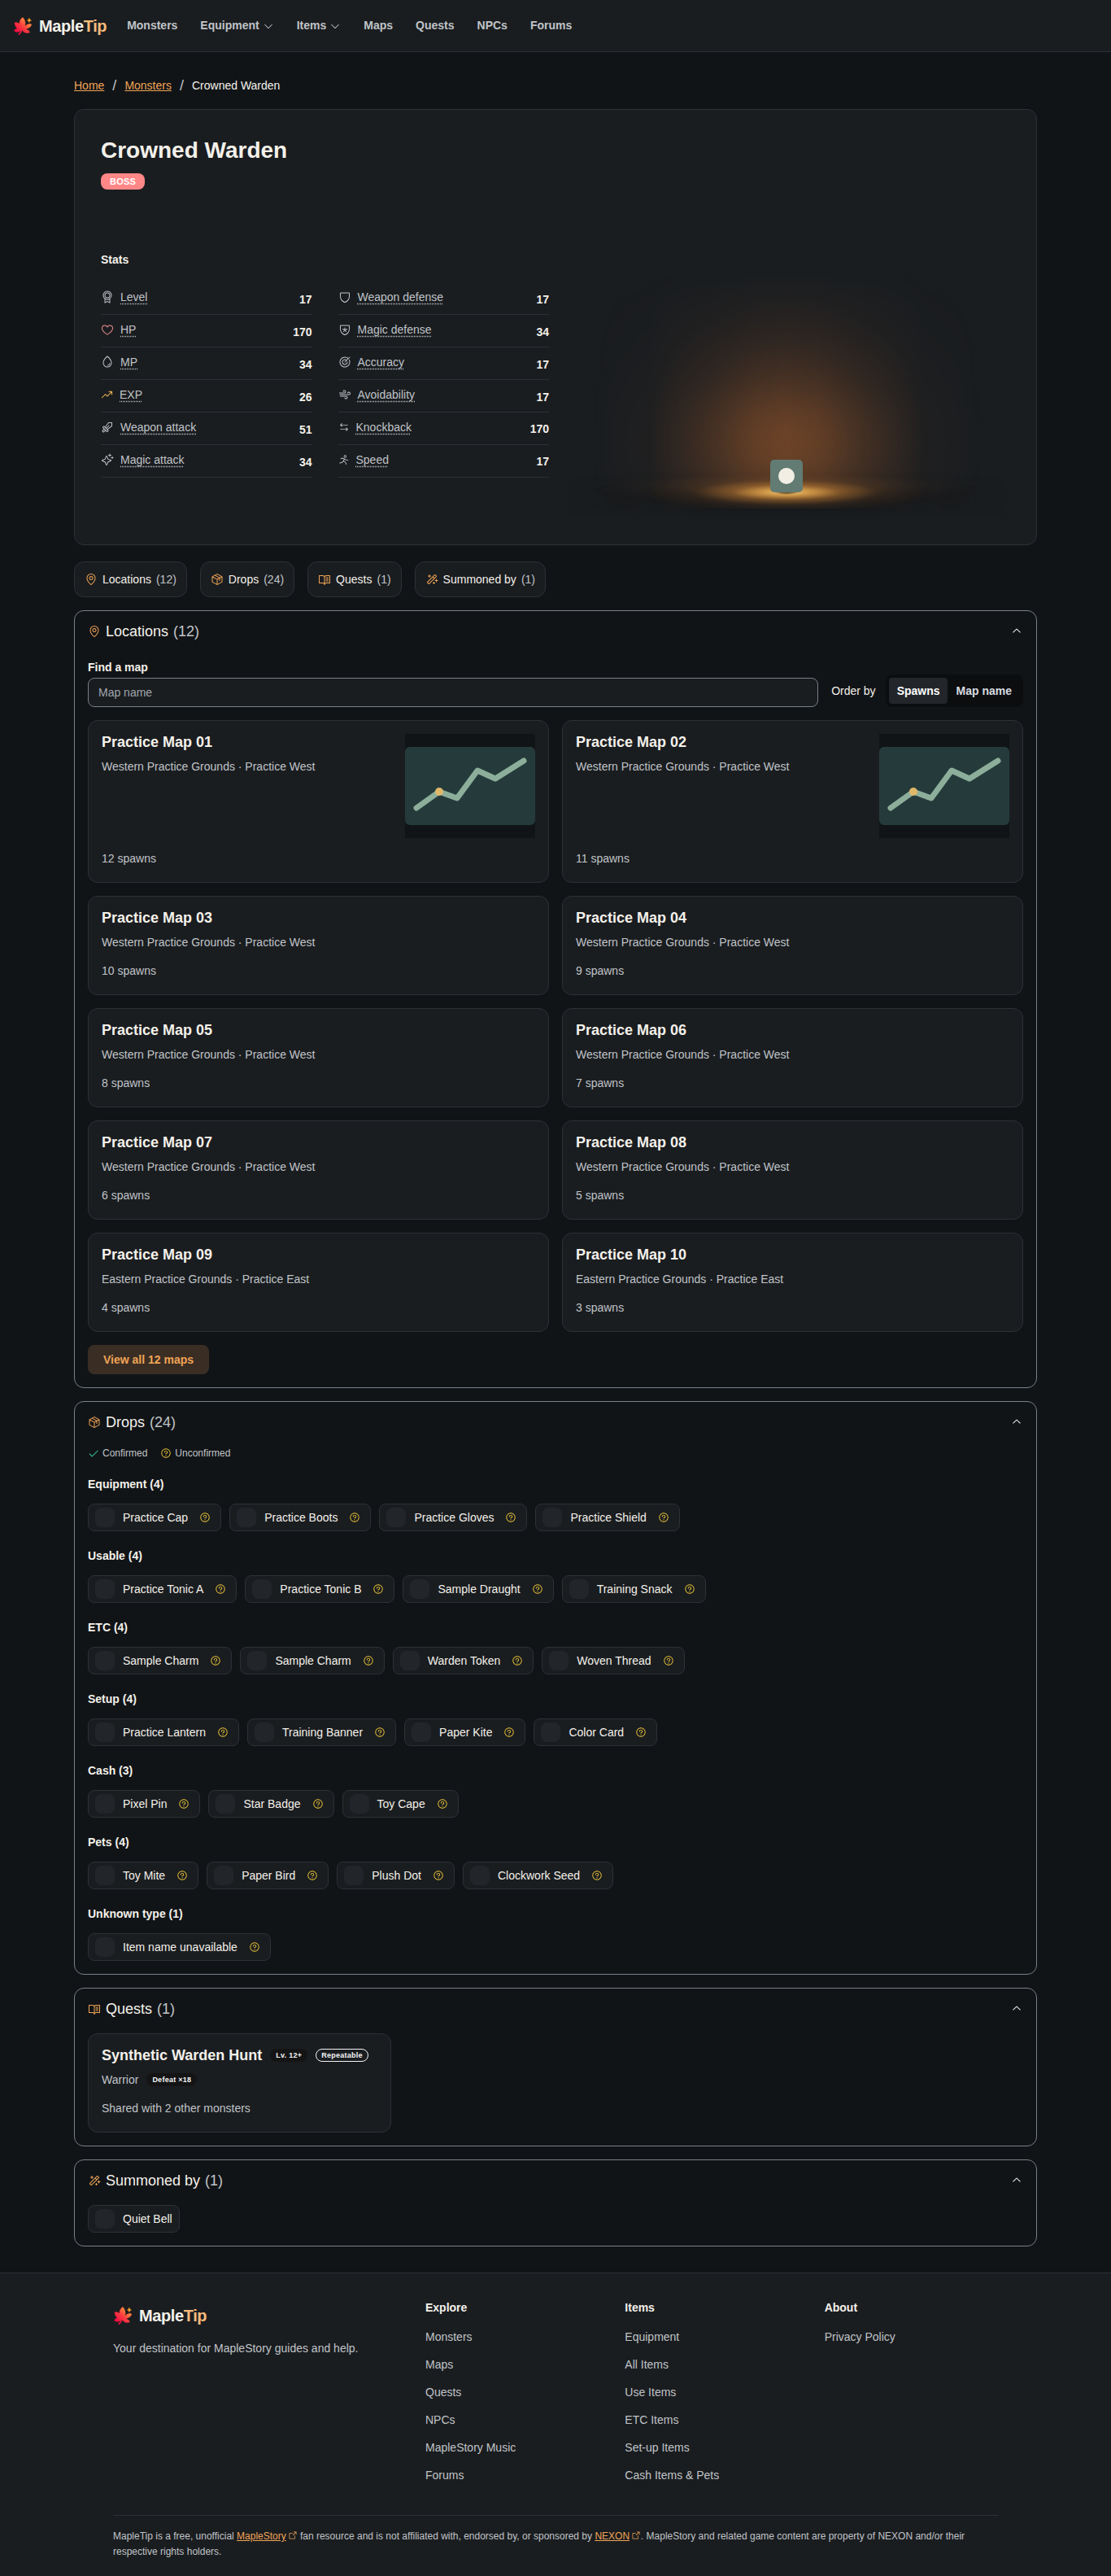 MapleTip Monsters Equipment Items Maps Quests NPCs Forums
Home / Monsters / Crowned Warden
Crowned Warden
BOSS
Stats
Level 17
HP 170
MP 34
EXP 26
Weapon attack 51
Magic attack 34
Weapon defense 17
Magic defense 34
Accuracy 17
Avoidability 17
Knockback 170
Speed 17
Locations (12) Drops (24) Quests (1) Summoned by (1)
Locations (12)
Find a map
Map name Order by Spawns Map name
Practice Map 01
Western Practice Grounds · Practice West
12 spawns
Practice Map 02
Western Practice Grounds · Practice West
11 spawns
Practice Map 03
Western Practice Grounds · Practice West
10 spawns
Practice Map 04
Western Practice Grounds · Practice West
9 spawns
Practice Map 05
Western Practice Grounds · Practice West
8 spawns
Practice Map 06
Western Practice Grounds · Practice West
7 spawns
Practice Map 07
Western Practice Grounds · Practice West
6 spawns
Practice Map 08
Western Practice Grounds · Practice West
5 spawns
Practice Map 09
Eastern Practice Grounds · Practice East
4 spawns
Practice Map 10
Eastern Practice Grounds · Practice East
3 spawns
View all 12 maps
Drops (24)
Confirmed Unconfirmed
Equipment (4)
Practice Cap Practice Boots Practice Gloves Practice Shield
Usable (4)
Practice Tonic A Practice Tonic B Sample Draught Training Snack
ETC (4)
Sample Charm Sample Charm Warden Token Woven Thread
Setup (4)
Practice Lantern Training Banner Paper Kite Color Card
Cash (3)
Pixel Pin Star Badge Toy Cape
Pets (4)
Toy Mite Paper Bird Plush Dot Clockwork Seed
Unknown type (1)
Item name unavailable
Quests (1)
Synthetic Warden Hunt Lv. 12+ Repeatable
Warrior Defeat ×18
Shared with 2 other monsters
Summoned by (1)
Quiet Bell
MapleTip
Your destination for MapleStory guides and help.
Explore
Monsters
Maps
Quests
NPCs
MapleStory Music
Forums
Items
Equipment
All Items
Use Items
ETC Items
Set-up Items
Cash Items & Pets
About
Privacy Policy
MapleTip is a free, unofficial MapleStory fan resource and is not affiliated with, endorsed by, or sponsored by NEXON. MapleStory and related game content are property of NEXON and/or their
respective rights holders.